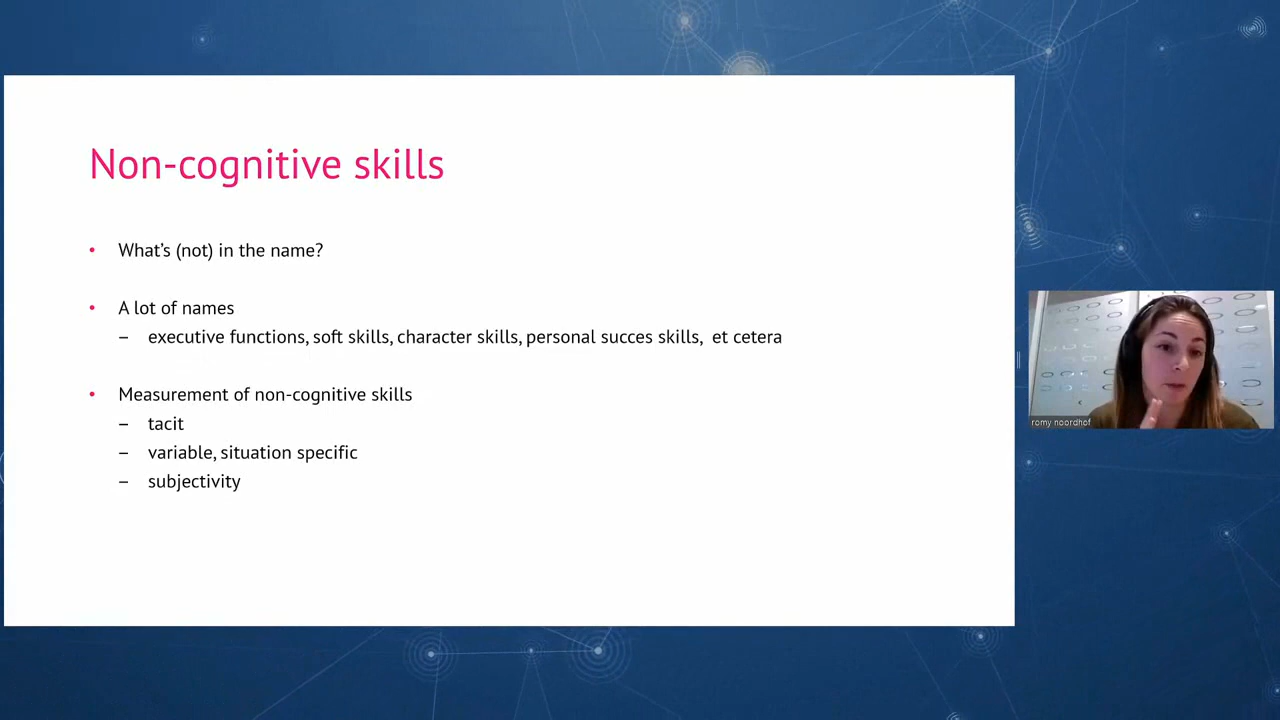 Non-cognitive skills
• What's (not) in the name?
• A lot of names
– executive functions, soft skills, character skills, personal succes skills, et cetera
• Measurement of non-cognitive skills
– tacit
– variable, situation specific
– subjectivity
romy noordhof